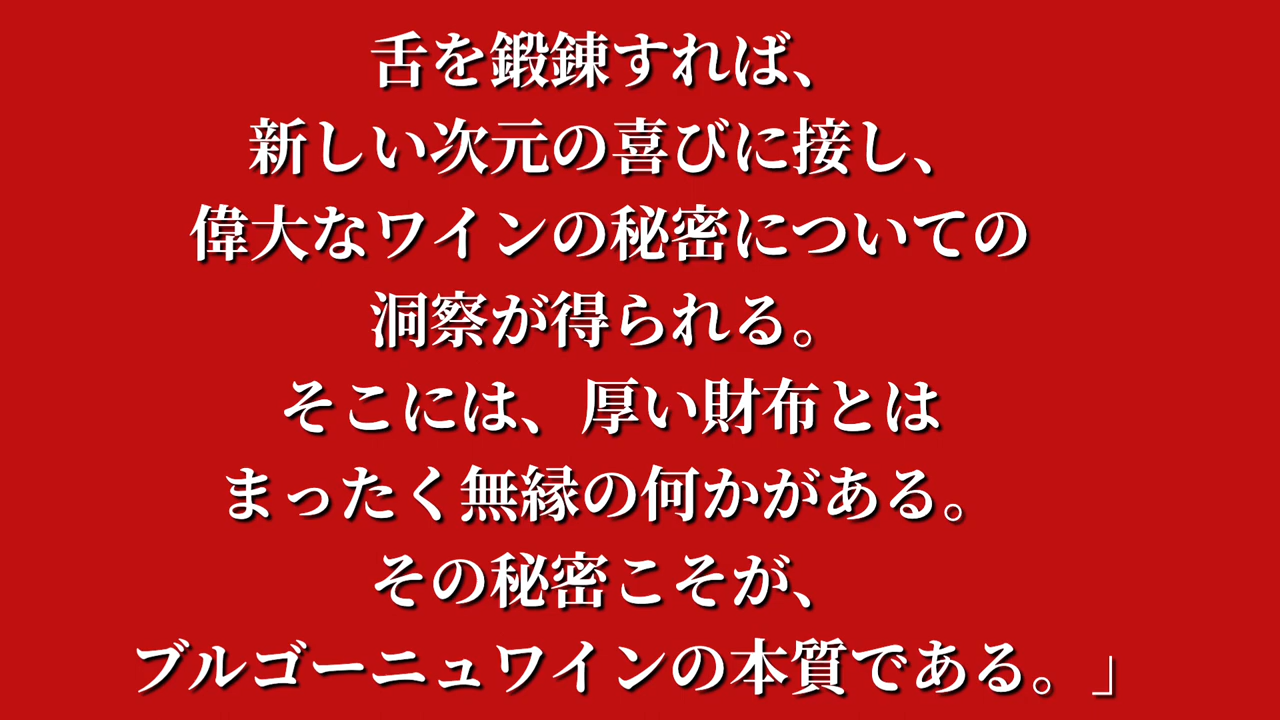 舌を鍛錬すれば、
新しい次元の喜びに接し、
偉大なワインの秘密についての
洞察が得られる。
そこには、厚い財布とは
まったく無縁の何かがある。
その秘密こそが、
ブルゴーニュワインの本質である。」